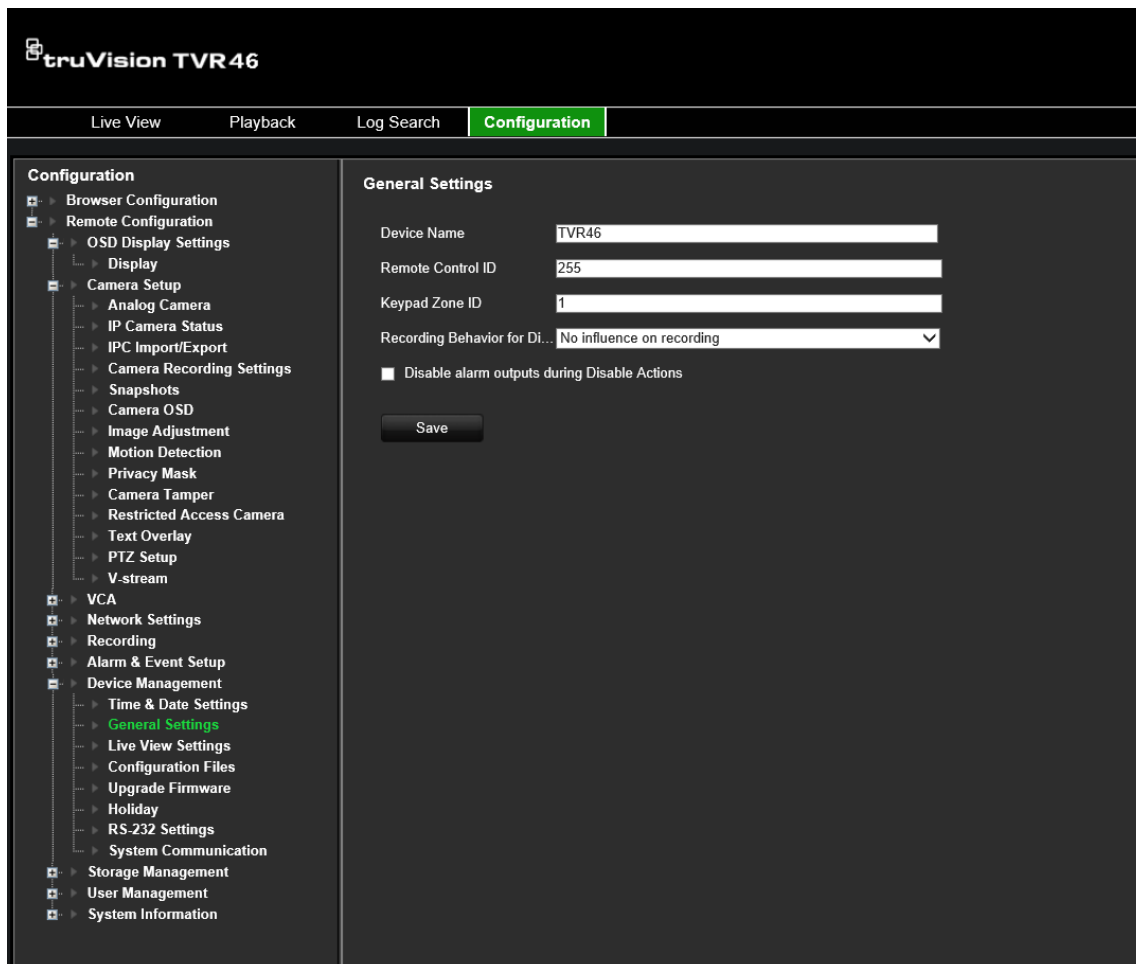 truVision TVR46
Live View Playback Log Search Configuration
Configuration
Browser Configuration
Remote Configuration
OSD Display Settings
Display
Camera Setup
Analog Camera
IP Camera Status
IPC Import/Export
Camera Recording Settings
Snapshots
Camera OSD
Image Adjustment
Motion Detection
Privacy Mask
Camera Tamper
Restricted Access Camera
Text Overlay
PTZ Setup
V-stream
VCA
Network Settings
Recording
Alarm & Event Setup
Device Management
Time & Date Settings
General Settings
Live View Settings
Configuration Files
Upgrade Firmware
Holiday
RS-232 Settings
System Communication
Storage Management
User Management
System Information
General Settings
Device Name TVR46
Remote Control ID 255
Keypad Zone ID 1
Recording Behavior for Di... No influence on recording
Disable alarm outputs during Disable Actions
Save